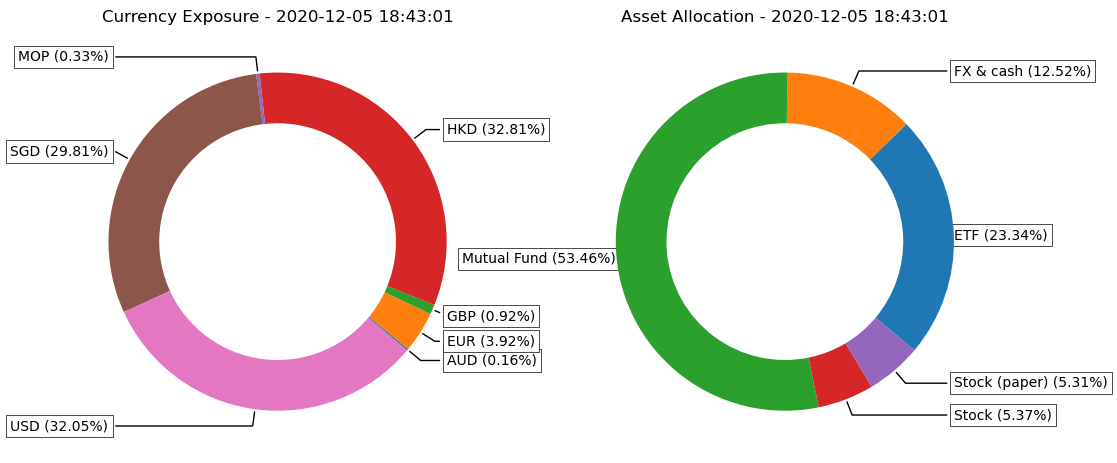 Currency Exposure - 2020-12-05 18:43:01
MOP (0.33%)
HKD (32.81%)
SGD (29.81%)
GBP (0.92%)
EUR (3.92%)
AUD (0.16%)
USD (32.05%)
Asset Allocation - 2020-12-05 18:43:01
FX & cash (12.52%)
ETF (23.34%)
Mutual Fund (53.46%)
Stock (paper) (5.31%)
Stock (5.37%)